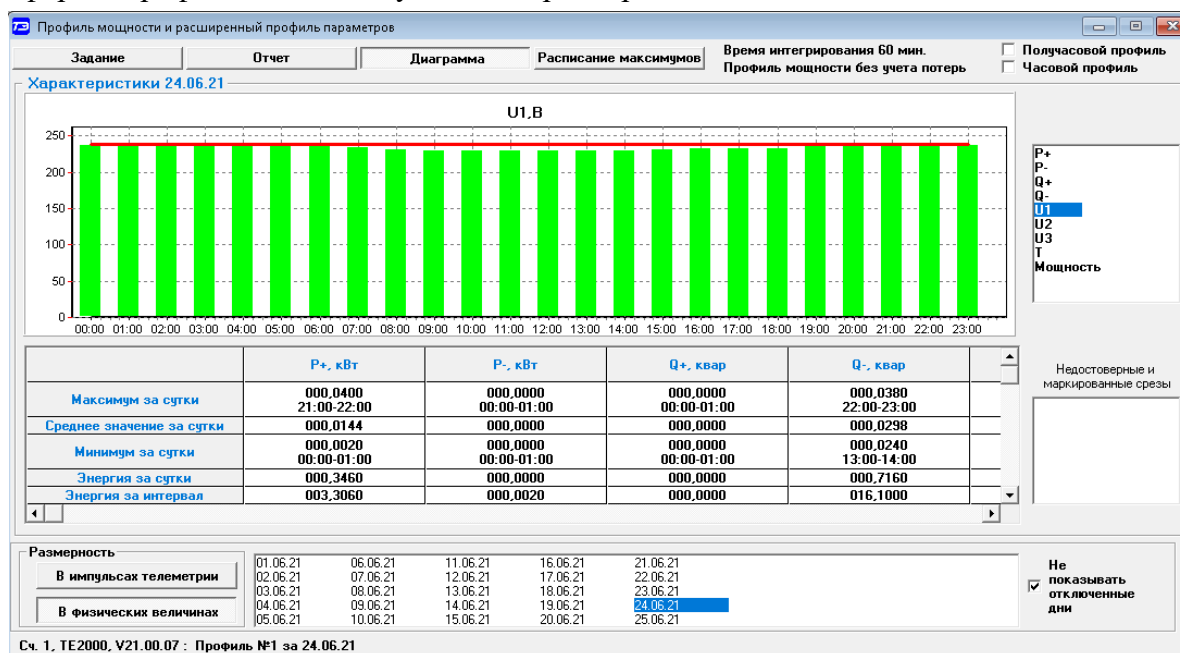 ТЭ Профиль мощности и расширенный профиль параметров
Задание Отчет Диаграмма Расписание максимумов
Время интегрирования 60 мин.
Профиль мощности без учета потерь
Получасовой профиль
Часовой профиль
Характеристики 24.06.21
U1,В
250
200
150
100
50
0
00:00 01:00 02:00 03:00 04:00 05:00 06:00 07:00 08:00 09:00 10:00 11:00 12:00 13:00 14:00 15:00 16:00 17:00 18:00 19:00 20:00 21:00 22:00 23:00
P+
P-
Q+
Q-
U1
U2
U3
T
Мощность
P+, кВт P-, кВт Q+, квар Q-, квар
Максимум за сутки 000,0400 000,0000 000,0000 000,0380
21:00-22:00 00:00-01:00 00:00-01:00 22:00-23:00
Среднее значение за сутки 000,0144 000,0000 000,0000 000,0298
Минимум за сутки 000,0020 000,0000 000,0000 000,0240
00:00-01:00 00:00-01:00 00:00-01:00 13:00-14:00
Энергия за сутки 000,3460 000,0000 000,0000 000,7160
Энергия за интервал 003,3060 000,0020 000,0000 016,1000
Недостоверные и
маркированные срезы
Размерность
В импульсах телеметрии
В физических величинах
01.06.21 06.06.21 11.06.21 16.06.21 21.06.21
02.06.21 07.06.21 12.06.21 17.06.21 22.06.21
03.06.21 08.06.21 13.06.21 18.06.21 23.06.21
04.06.21 09.06.21 14.06.21 19.06.21 24.06.21
05.06.21 10.06.21 15.06.21 20.06.21 25.06.21
Не
показывать
отключенные
дни
Сч. 1, TE2000, V21.00.07 : Профиль №1 за 24.06.21